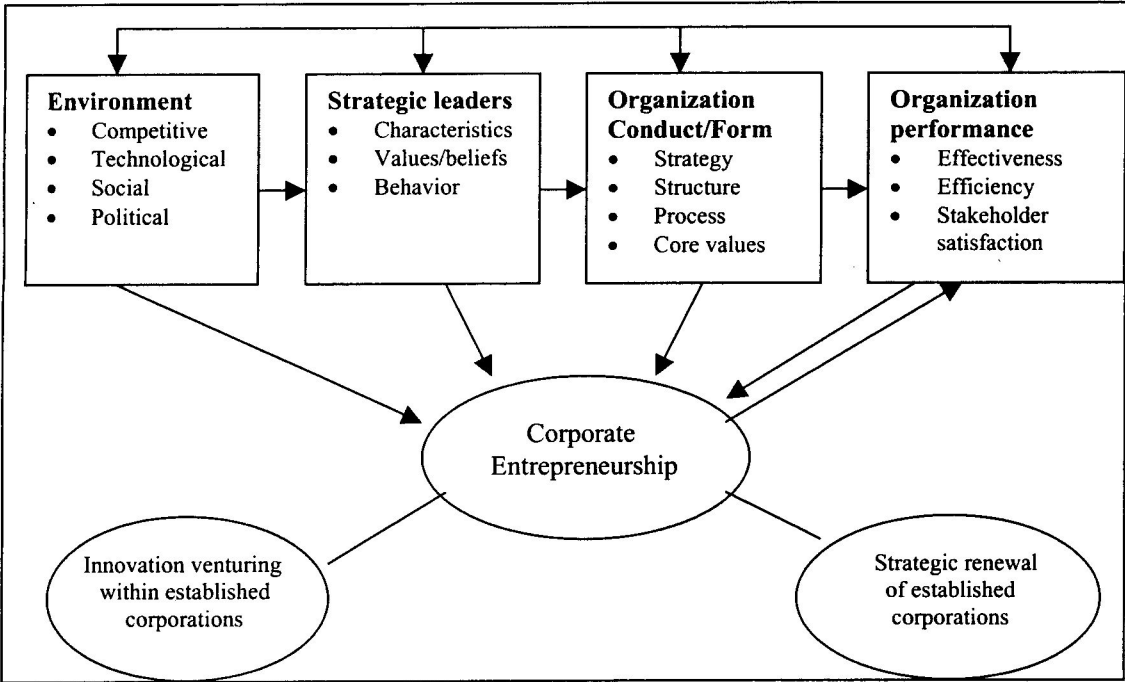 Environment
• Competitive
• Technological
• Social
• Political
Strategic leaders
• Characteristics
• Values/beliefs
• Behavior
Organization
Conduct/Form
• Strategy
• Structure
• Process
• Core values
Organization
performance
• Effectiveness
• Efficiency
• Stakeholder
satisfaction
Corporate
Entrepreneurship
Innovation venturing
within established
corporations
Strategic renewal
of established
corporations